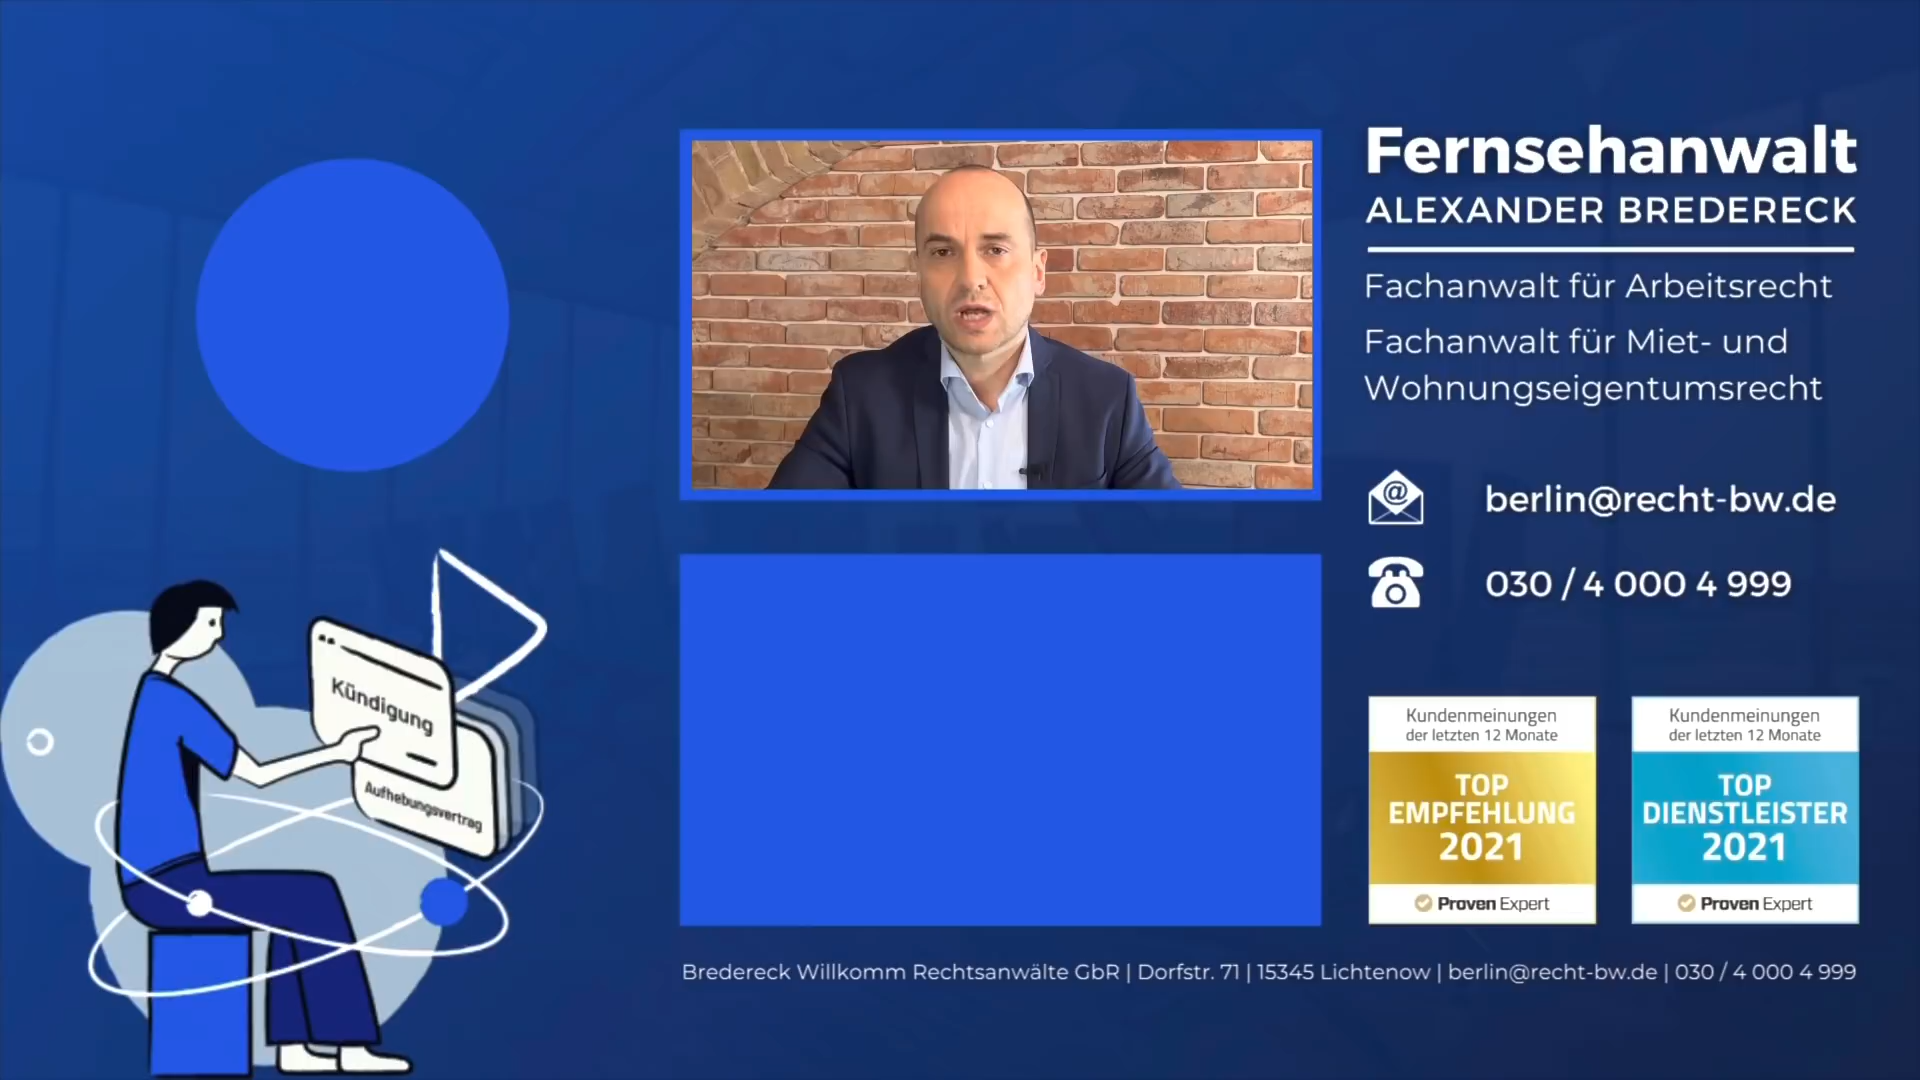 Fernsehanwalt
ALEXANDER BREDERECK
Fachanwalt für Arbeitsrecht
Fachanwalt für Miet- und
Wohnungseigentumsrecht
berlin@recht-bw.de
030 / 4 000 4 999
Kündigung
Aufhebungsvertrag
Kundenmeinungen
der letzten 12 Monate
TOP
EMPFEHLUNG
2021
Proven Expert
Kundenmeinungen
der letzten 12 Monate
TOP
DIENSTLEISTER
2021
Proven Expert
Bredereck Willkomm Rechtsanwälte GbR | Dorfstr. 71 | 15345 Lichtenow | berlin@recht-bw.de | 030 / 4 000 4 999